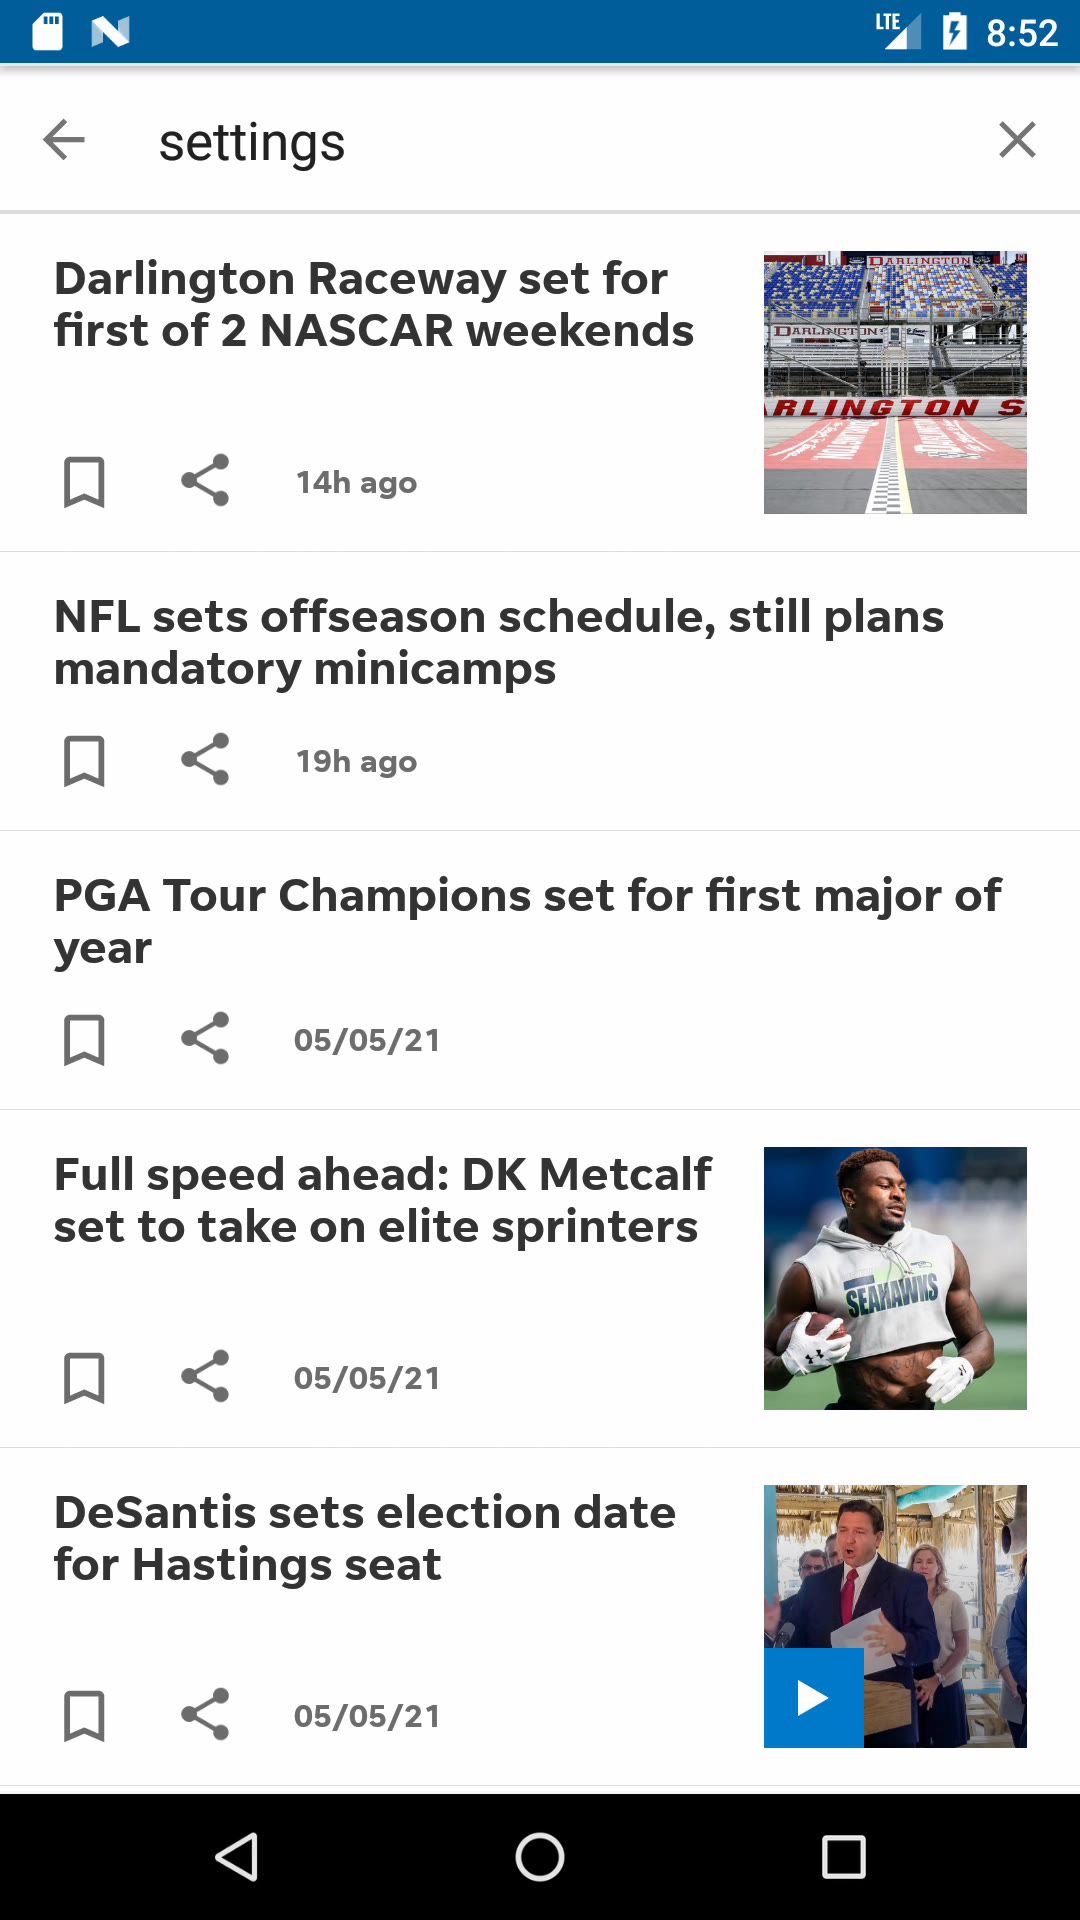 LTE 8:52
settings
Darlington Raceway set for
first of 2 NASCAR weekends
DARLINGTON
DARLINGTON
ARLINGTON S
14h ago
NFL sets offseason schedule, still plans
mandatory minicamps
19h ago
PGA Tour Champions set for first major of
year
05/05/21
Full speed ahead: DK Metcalf
set to take on elite sprinters
SEAHAWKS
05/05/21
DeSantis sets election date
for Hastings seat
05/05/21